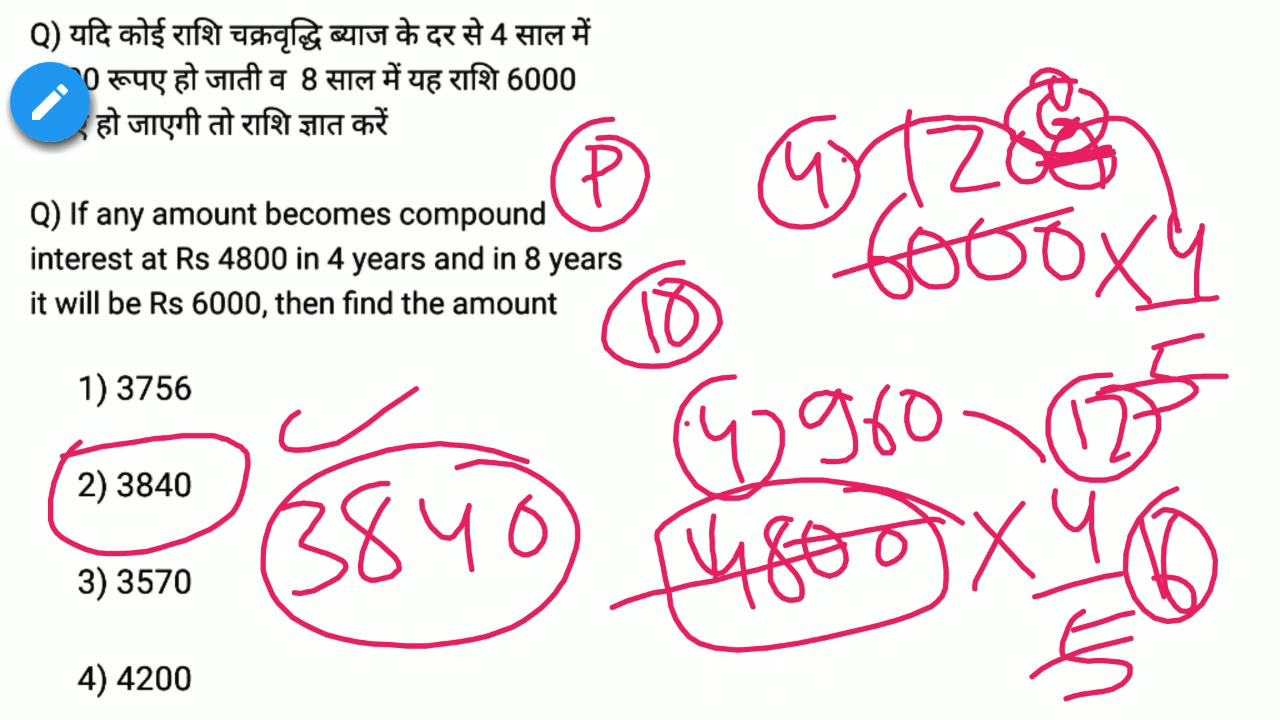 Q) यदि कोई राशि चक्रवृद्धि ब्याज के दर से 4 साल में
रूपए हो जाती व 8 साल में यह राशि 6000
हो जाएगी तो राशि ज्ञात करें
P
4 1200
6000 × 4
5
Q) If any amount becomes compound
interest at Rs 4800 in 4 years and in 8 years
it will be Rs 6000, then find the amount
10
1) 3756
4 960 12
2) 3840
3840
4800 × 4 16
5
3) 3570
4) 4200